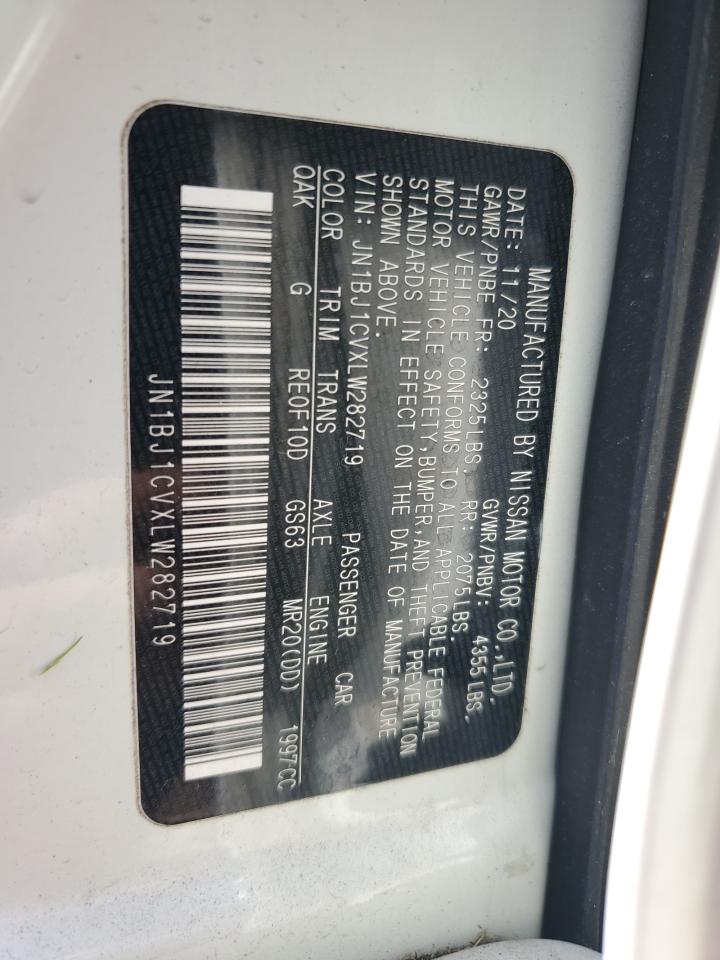 MANUFACTURED BY NISSAN MOTOR CO.,LTD.
DATE: 11/20 GVWR/PNBV: 4355LBS.
GAWR/PNBE FR: 2325LBS. RR: 2075LBS.
THIS VEHICLE CONFORMS TO ALL APPLICABLE FEDERAL
MOTOR VEHICLE SAFETY,BUMPER,AND THEFT PREVENTION
STANDARDS IN EFFECT ON THE DATE OF MANUFACTURE
SHOWN ABOVE.
VIN: JN1BJ1CVXLW282719 PASSENGER CAR
COLOR TRIM TRANS AXLE ENGINE
QAK G RE0F10D GS63 MR20(DD) 1997CC
JN1BJ1CVXLW282719